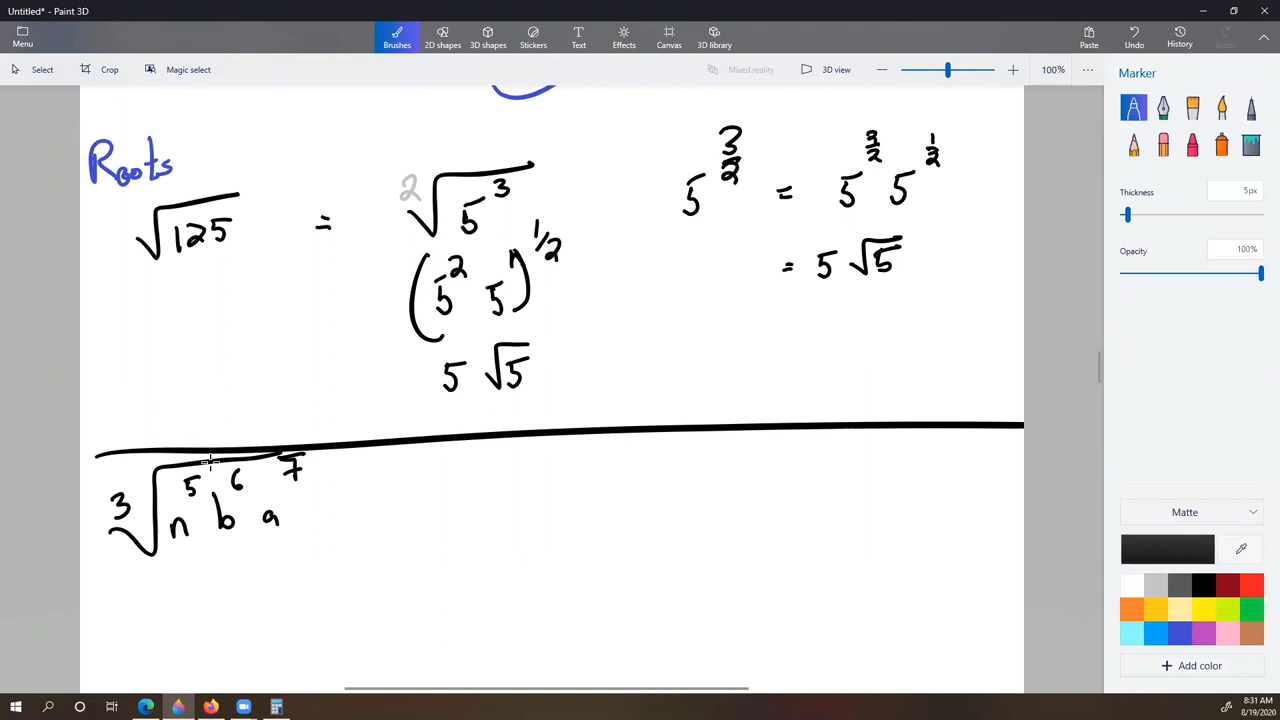 Untitled* - Paint 3D
Menu
Brushes 2D shapes 3D shapes Stickers Text Effects Canvas 3D library Paste Undo History Redo
Select Crop Magic select Mixed reality 3D view 100%
Marker
Thickness 5px
Opacity 100%
Matte
Add color
Roots
√125 = ²√5³
(5² 5)^1/2
5 √5
5^3/2 = 5^2/2 5^1/2
= 5 √5
³√n⁵ b⁶ a⁷
8:31 AM
8/19/2020